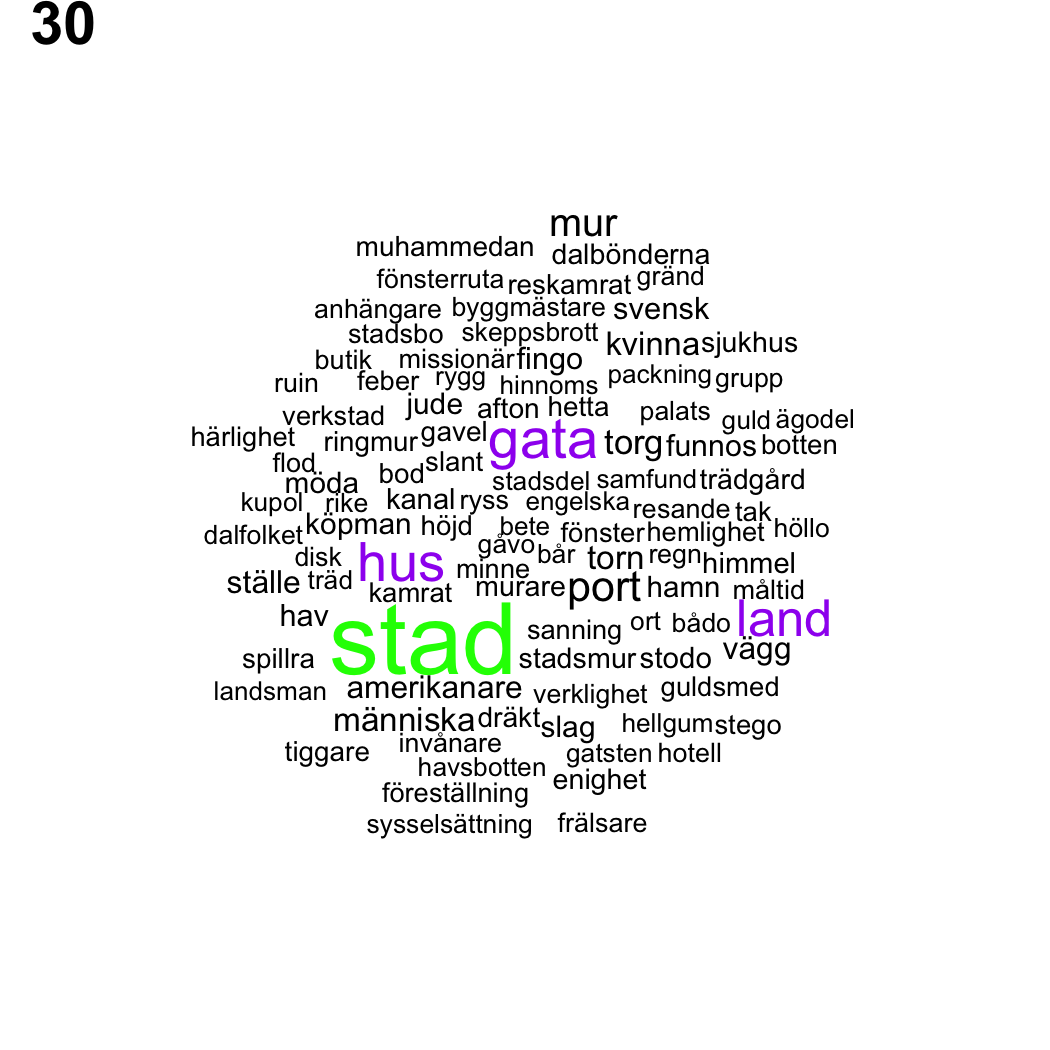 30
mur
muhammedan dalbönderna
fönsterruta reskamrat gränd
anhängare byggmästare svensk
stadsbo skeppsbrott kvinna sjukhus
butik missionär fingo
ruin feber rygg hinnoms packning grupp
verkstad jude afton hetta palats guld ägodel
härlighet ringmur gavel gata torg funnos botten
flod bod slant
möda stadsdel samfund trädgård
kupol rike kanal ryss engelska resande tak
dalfolket köpman höjd bete fönster hemlighet höllo
disk hus gåvo bår torn regn himmel
ställe träd minne
kamrat murare port hamn måltid
hav stad sanning ort bådo land
spillra stadsmur stodo vägg
landsman amerikanare verklighet guldsmed
människa dräkt slag hellgum stego
tiggare invånare gatsten hotell
havsbotten enighet
föreställning
sysselsättning frälsare